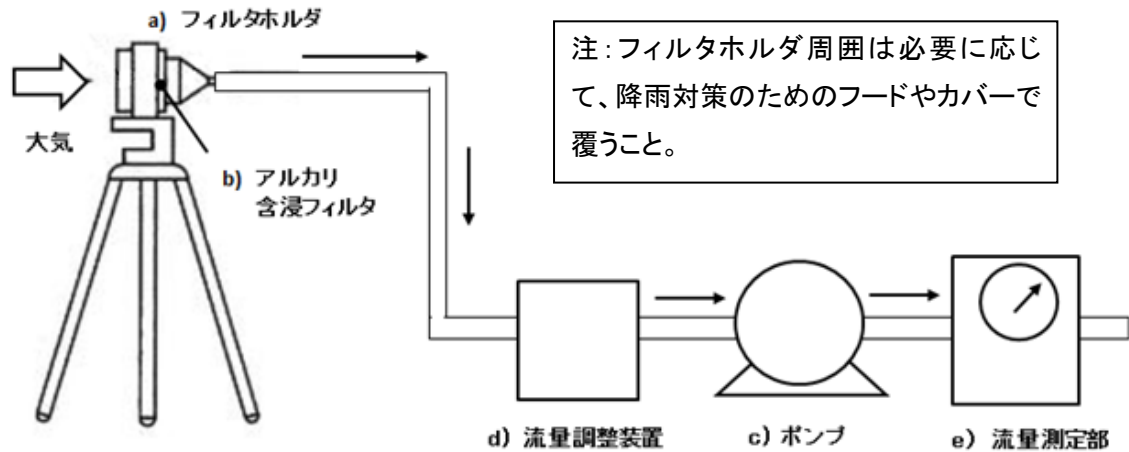 a) フィルタホルダ
注:フィルタホルダ周囲は必要に応じ
て、降雨対策のためのフードやカバーで
覆うこと。
大気
b) アルカリ
含浸フィルタ
d) 流量調整装置
c) ポンプ
e) 流量測定部